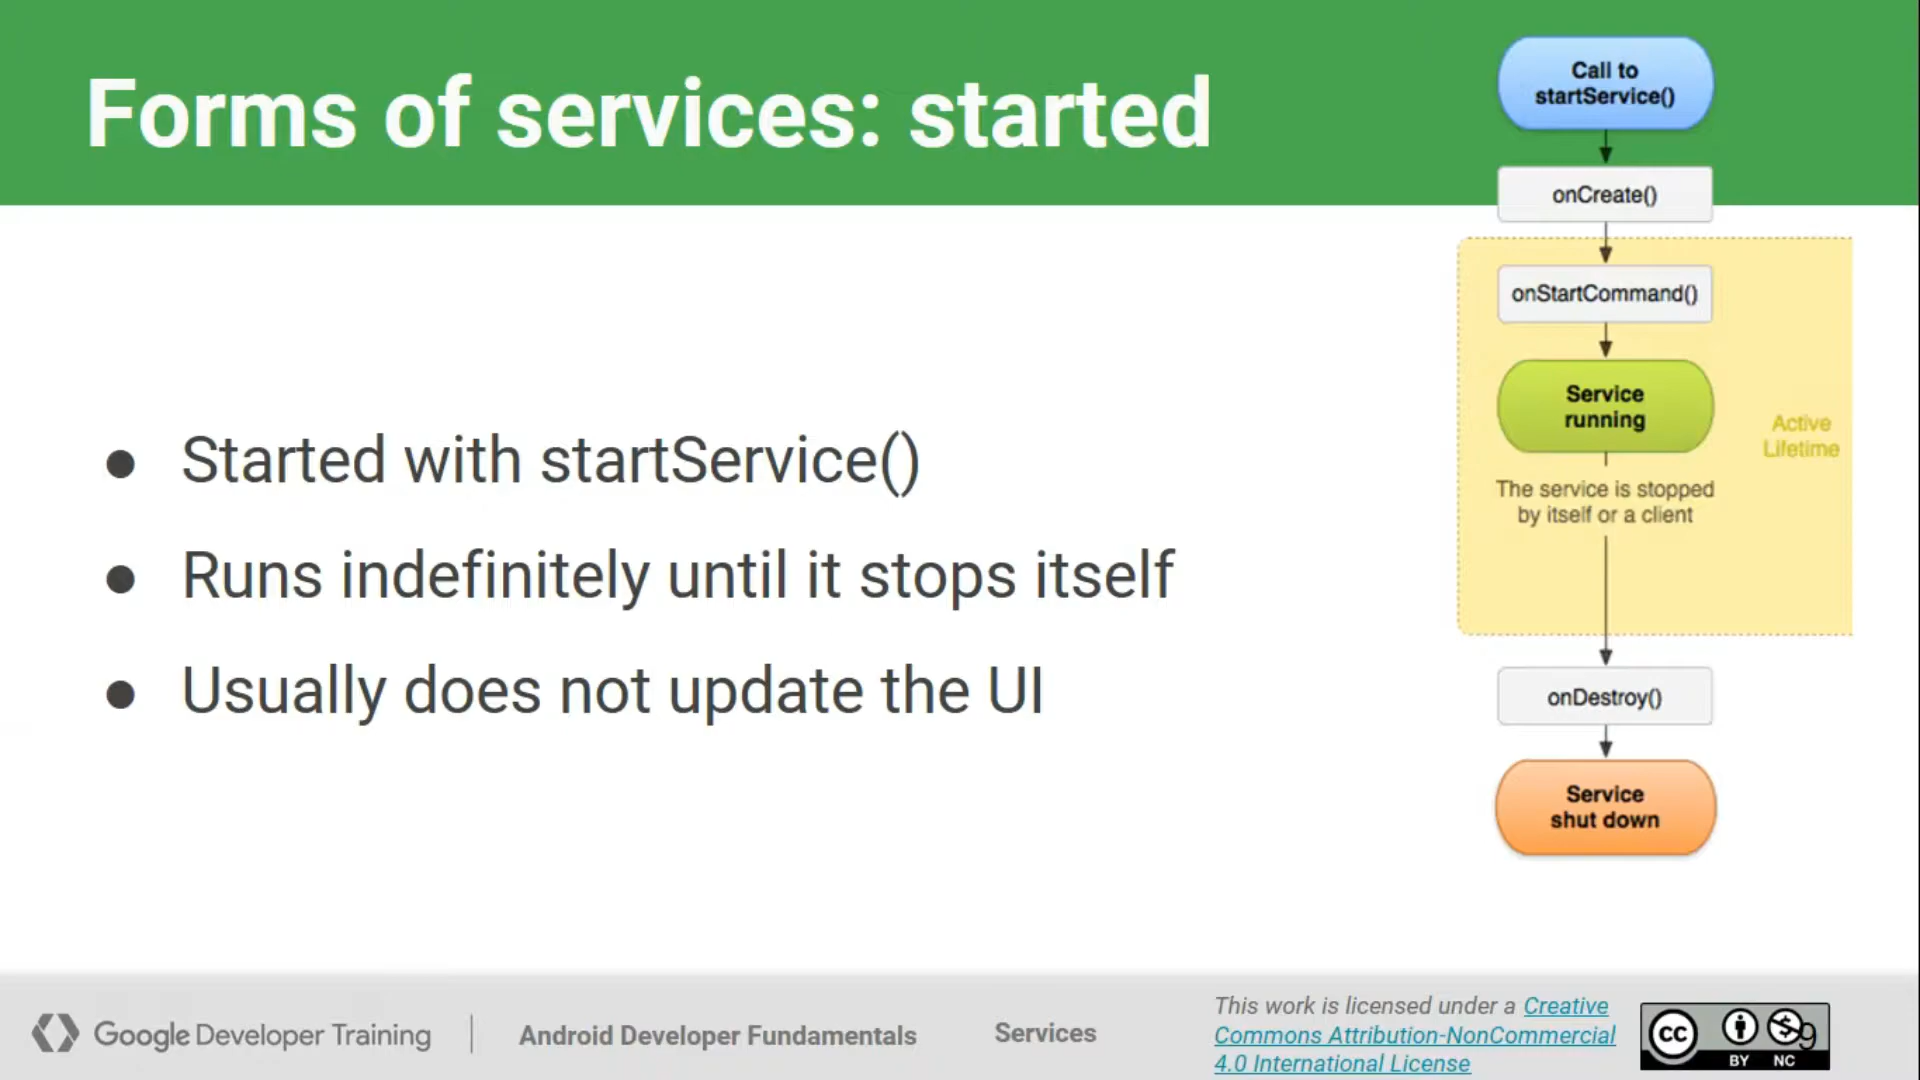 Forms of services: started
Call to
startService()
onCreate()
onStartCommand()
Service
running
Active
Lifetime
The service is stopped
by itself or a client
onDestroy()
Service
shut down
● Started with startService()
● Runs indefinitely until it stops itself
● Usually does not update the UI
Google Developer Training
Android Developer Fundamentals
Services
This work is licensed under a Creative
Commons Attribution-NonCommercial
4.0 International License
cc
BY NC
9